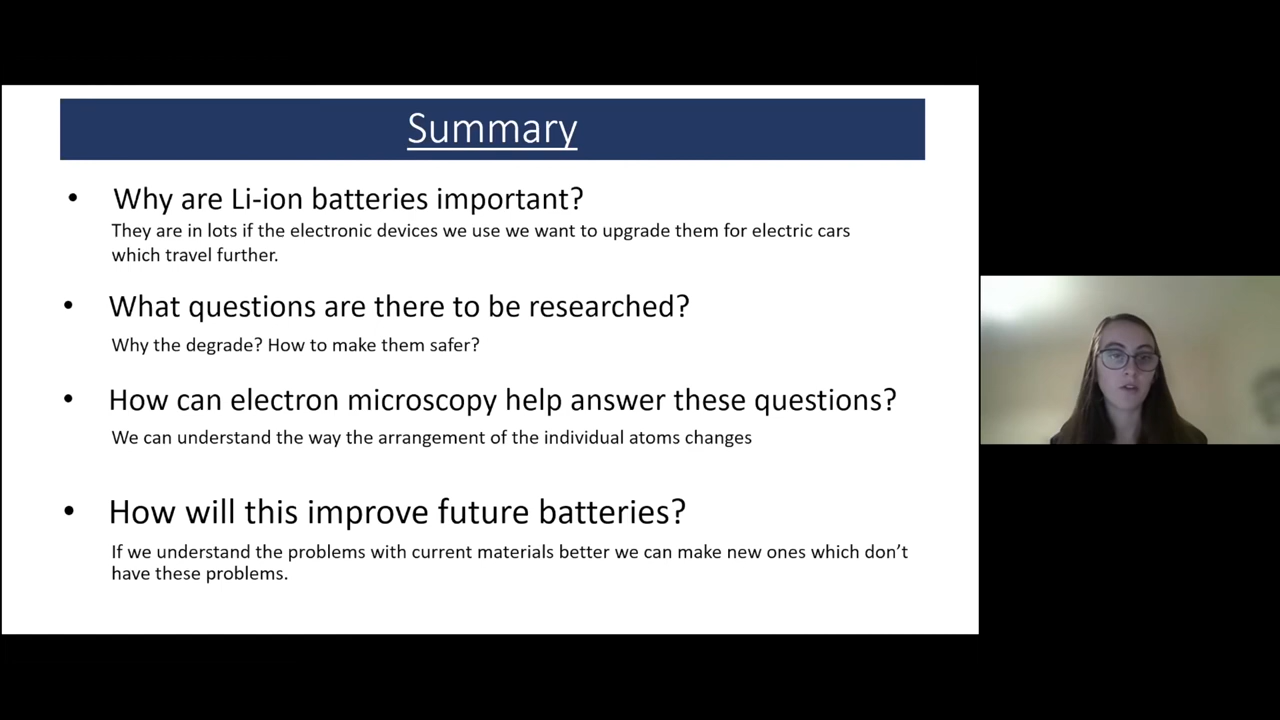 Summary
• Why are Li-ion batteries important?
They are in lots if the electronic devices we use we want to upgrade them for electric cars
which travel further.
• What questions are there to be researched?
Why the degrade? How to make them safer?
• How can electron microscopy help answer these questions?
We can understand the way the arrangement of the individual atoms changes
• How will this improve future batteries?
If we understand the problems with current materials better we can make new ones which don’t
have these problems.